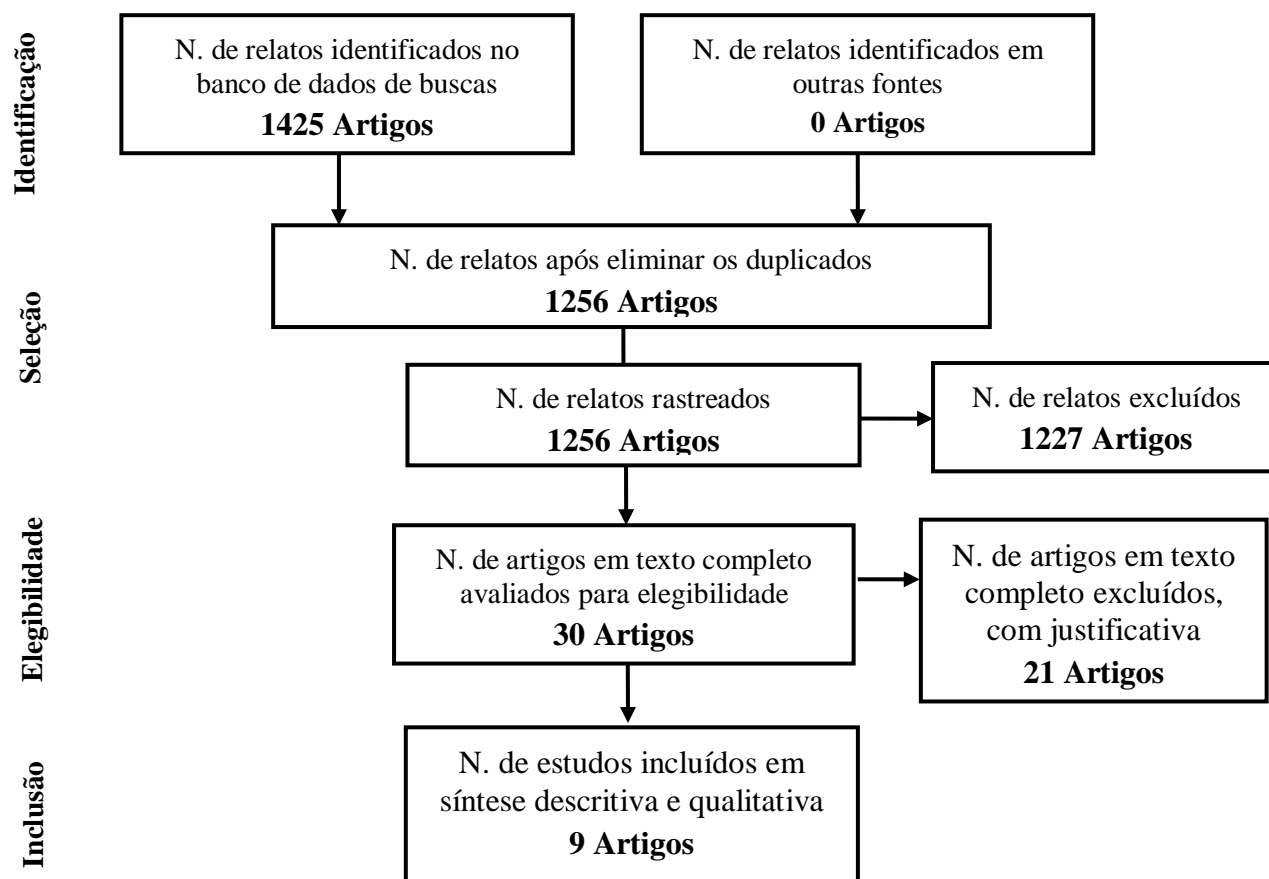 Identificação
N. de relatos identificados no
banco de dados de buscas
1425 Artigos
N. de relatos identificados em
outras fontes
0 Artigos
Seleção
N. de relatos após eliminar os duplicados
1256 Artigos
N. de relatos rastreados
1256 Artigos
N. de relatos excluídos
1227 Artigos
Elegibilidade
N. de artigos em texto completo
avaliados para elegibilidade
30 Artigos
N. de artigos em texto
completo excluídos,
com justificativa
21 Artigos
Inclusão
N. de estudos incluídos em
síntese descritiva e qualitativa
9 Artigos